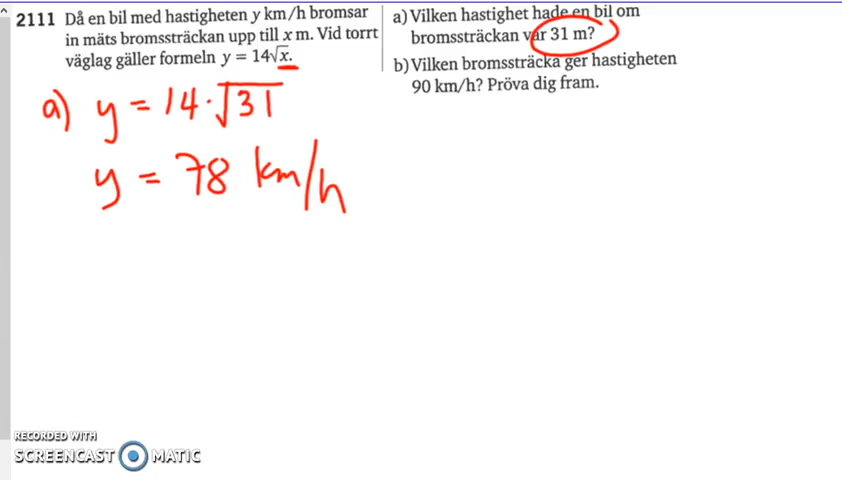 2111 Då en bil med hastigheten y km/h bromsar
in mäts bromssträckan upp till x m. Vid torrt
väglag gäller formeln y = 14√x.
a) Vilken hastighet hade en bil om
bromssträckan var 31 m?
b) Vilken bromssträcka ger hastigheten
90 km/h? Pröva dig fram.
a) y = 14 · √31
y = 78 km/h
RECORDED WITH
SCREENCAST MATIC